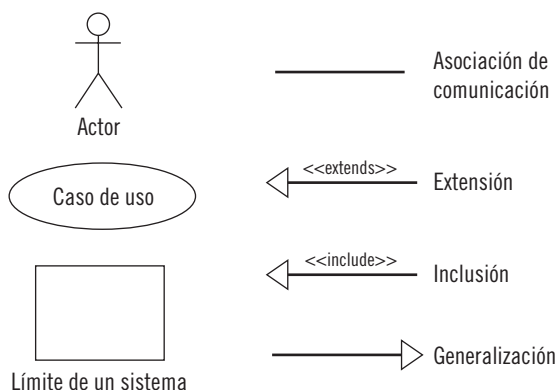 Actor
Asociación de
comunicación
Caso de uso
<<extends>>
Extensión
<<include>>
Inclusión
Límite de un sistema
Generalización